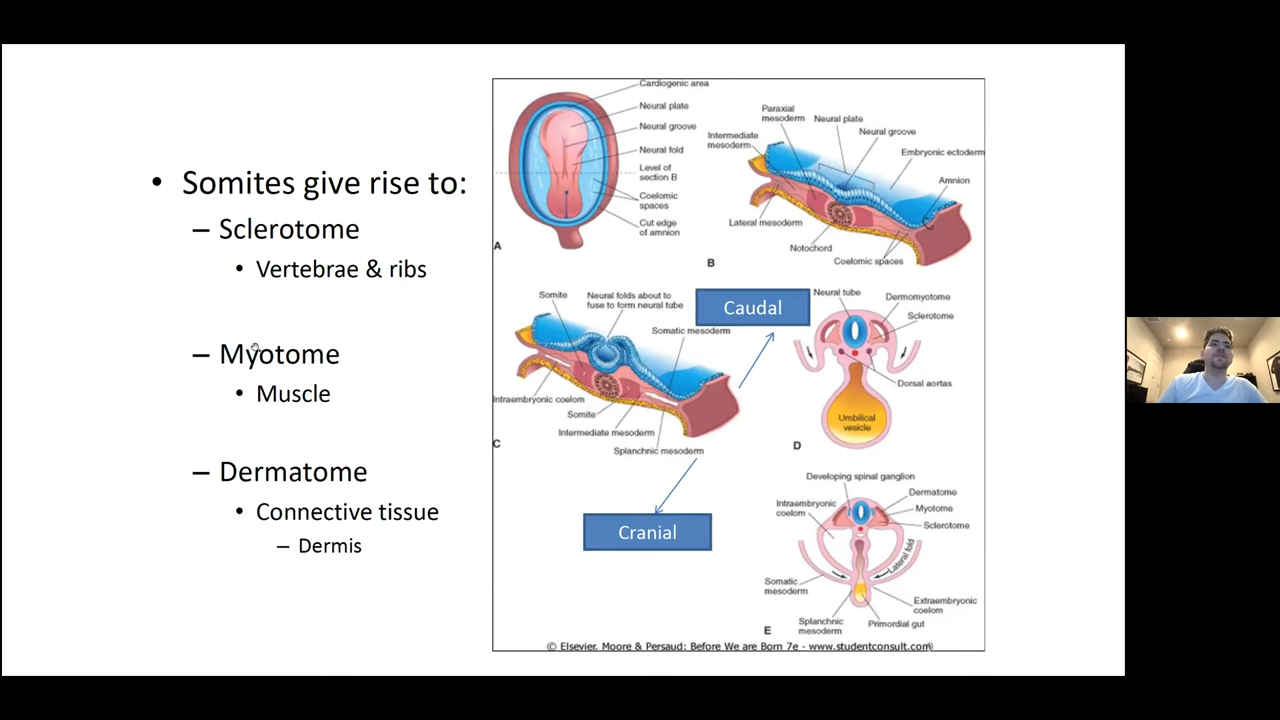 • Somites give rise to:
– Sclerotome
• Vertebrae & ribs
– Myotome
• Muscle
– Dermatome
• Connective tissue
– Dermis
Cardiogenic area
Neural plate
Neural groove
Neural fold
Level of
section B
Coelomic
spaces
Cut edge
of amnion
A
Paraxial
mesoderm
Neural plate
Neural groove
Intermediate
mesoderm
Embryonic ectoderm
Amnion
Lateral mesoderm
Notochord
Coelomic spaces
B
Somite
Neural folds about to
fuse to form neural tube
Somatic mesoderm
Intraembryonic coelom
Somite
Intermediate mesoderm
Splanchnic mesoderm
C
Caudal
Cranial
Neural tube
Dermomyotome
Sclerotome
Dorsal aortas
Umbilical
vesicle
D
Developing spinal ganglion
Intraembryonic
coelom
Dermatome
Myotome
Sclerotome
Lateral fold
Somatic
mesoderm
Extraembryonic
coelom
Splanchnic
mesoderm
Primordial gut
E
© Elsevier. Moore & Persaud: Before We are Born 7e - www.studentconsult.com